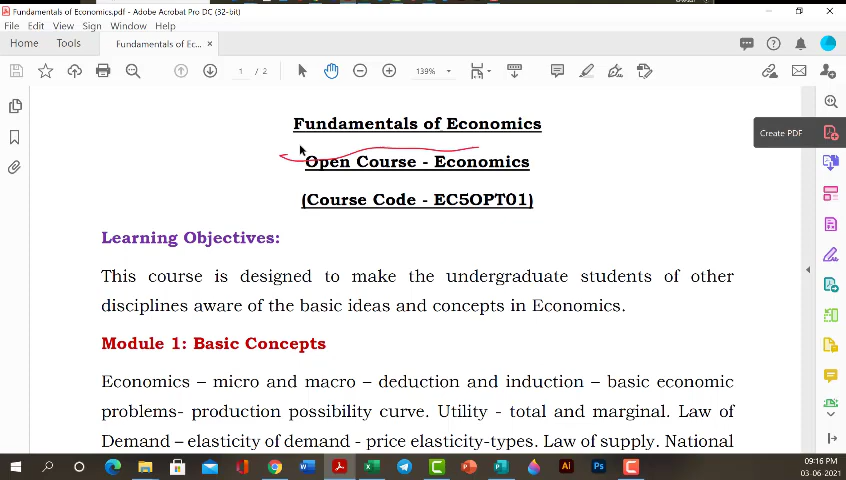 Fundamentals of Economics.pdf - Adobe Acrobat Pro DC (32-bit)
File Edit View Sign Window Help
Home Tools Fundamentals of Ec... ×
1 / 2 139%
Create PDF
Fundamentals of Economics
Open Course - Economics
(Course Code - EC5OPT01)
Learning Objectives:
This course is designed to make the undergraduate students of other
disciplines aware of the basic ideas and concepts in Economics.
Module 1: Basic Concepts
Economics – micro and macro – deduction and induction – basic economic
problems- production possibility curve. Utility - total and marginal. Law of
Demand – elasticity of demand - price elasticity-types. Law of supply. National
09:16 PM
03-06-2021